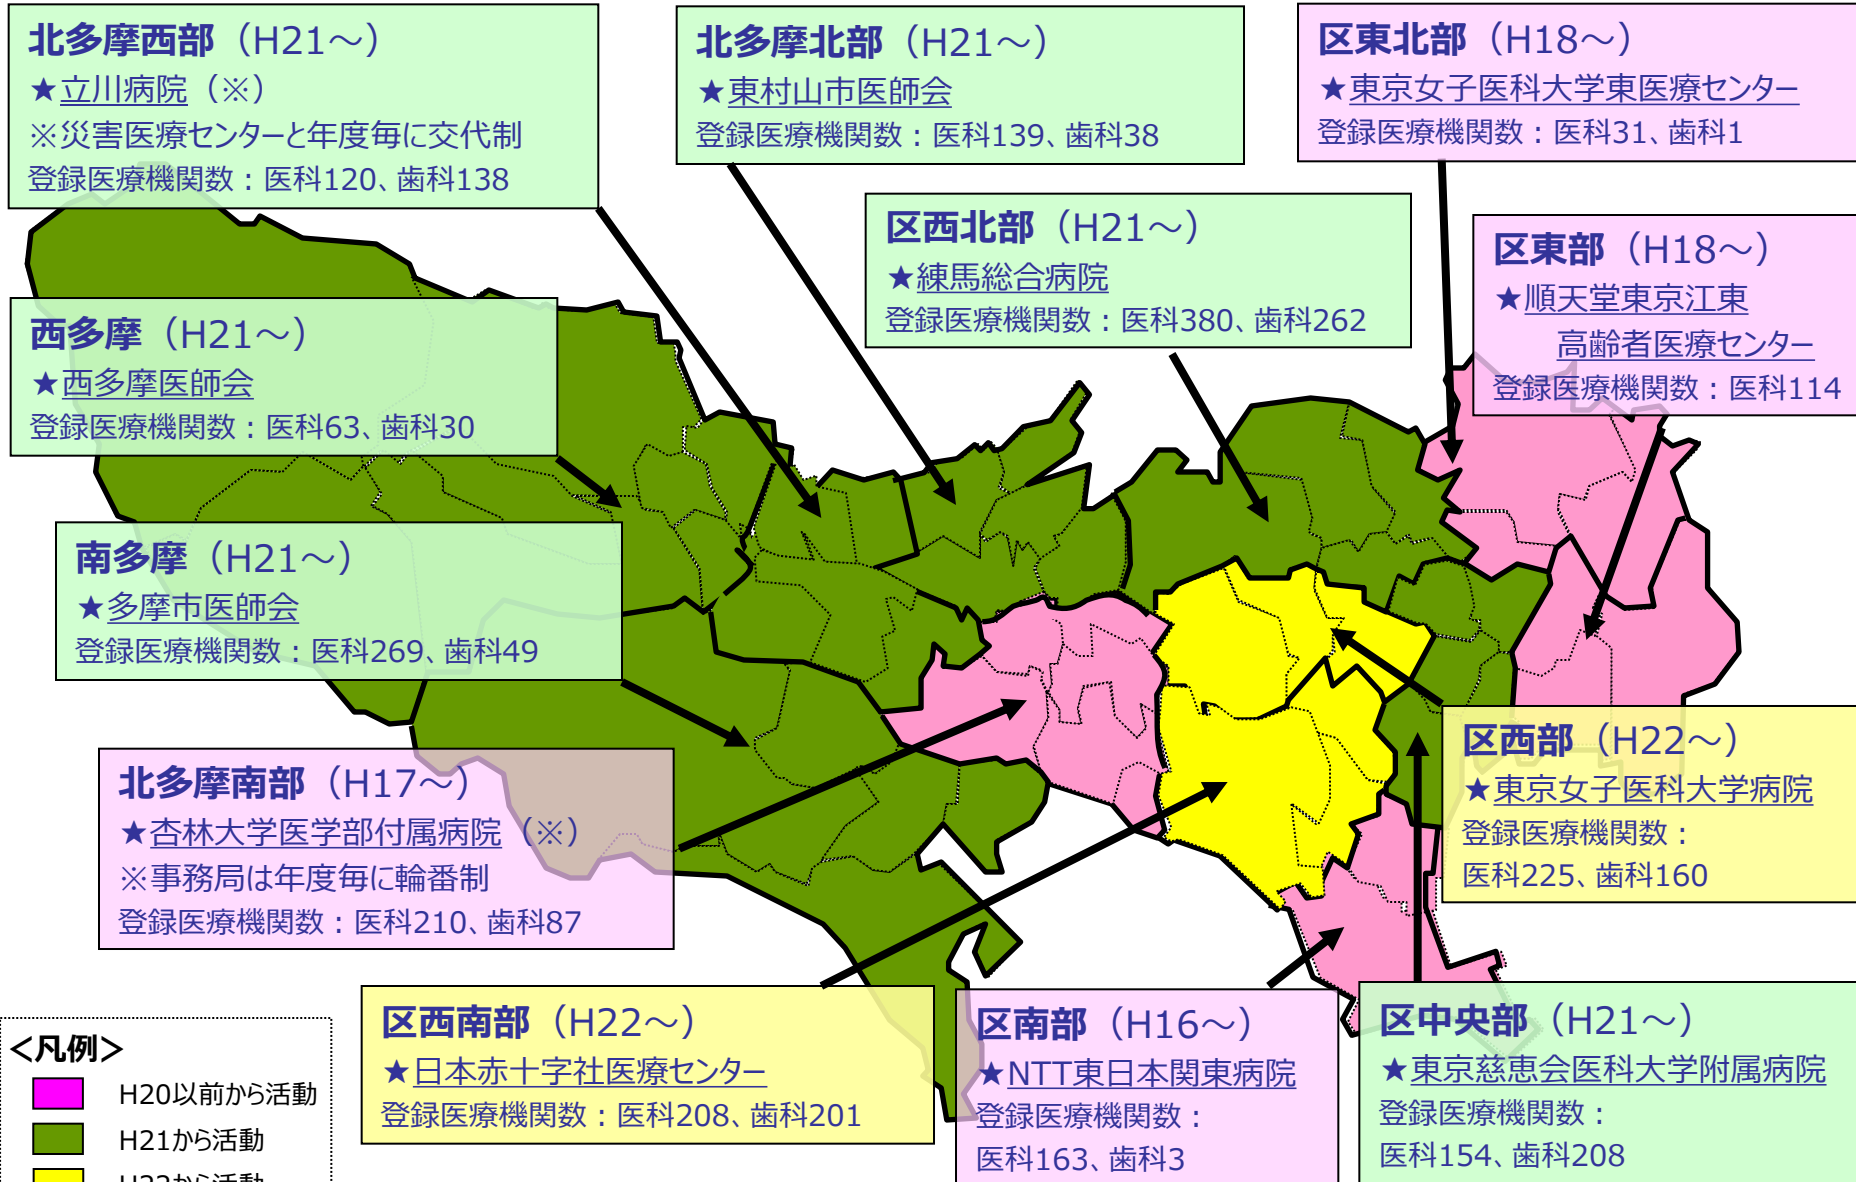 北多摩西部（H21～）
★立川病院（※）
※災害医療センターと年度毎に交代制
登録医療機関数：医科120、歯科138
北多摩北部（H21～）
★東村山市医師会
登録医療機関数：医科139、歯科38
区東北部（H18～）
★東京女子医科大学東医療センター
登録医療機関数：医科31、歯科1
区西北部（H21～）
★練馬総合病院
登録医療機関数：医科380、歯科262
区東部（H18～）
★順天堂東京江東
高齢者医療センター
登録医療機関数：医科114
西多摩（H21～）
★西多摩医師会
登録医療機関数：医科63、歯科30
南多摩（H21～）
★多摩市医師会
登録医療機関数：医科269、歯科49
北多摩南部（H17～）
★杏林大学医学部付属病院（※）
※事務局は年度毎に輪番制
登録医療機関数：医科210、歯科87
区西部（H22～）
★東京女子医科大学病院
登録医療機関数：
医科225、歯科160
区西南部（H22～）
★日本赤十字社医療センター
登録医療機関数：医科208、歯科201
区南部（H16～）
★NTT東日本関東病院
登録医療機関数：
医科163、歯科3
区中央部（H21～）
★東京慈恵会医科大学附属病院
登録医療機関数：
医科154、歯科208
＜凡例＞
H20以前から活動
H21から活動
H22から活動